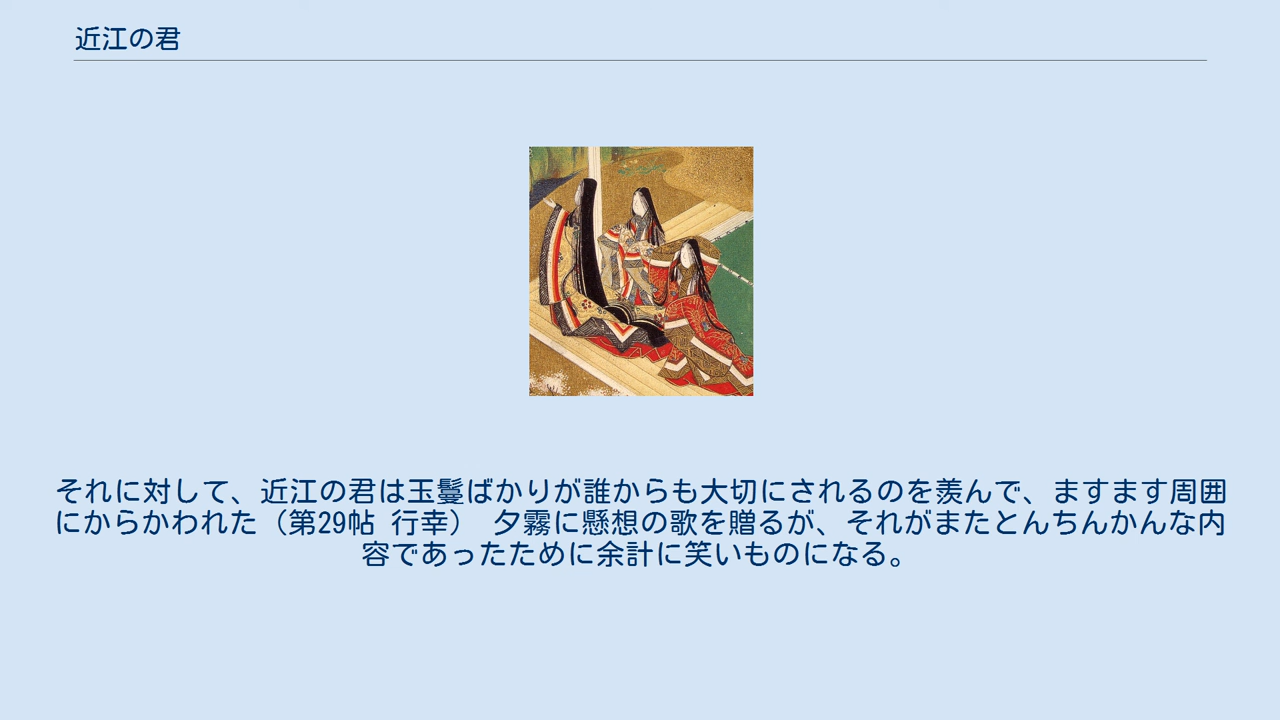 近江の君
それに対して、近江の君は玉鬘ばかりが誰からも大切にされるのを羨んで、ますます周囲
にからかわれた（第29帖 行幸） 夕霧に懸想の歌を贈るが、それがまたとんちんかんな内
容であったために余計に笑いものになる。